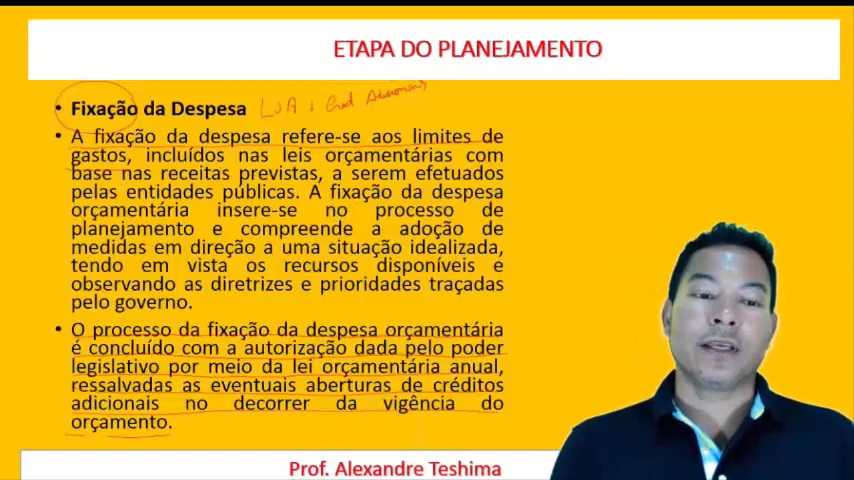 ETAPA DO PLANEJAMENTO
• Fixação da Despesa LOA + Cred Adicionais
• A fixação da despesa refere-se aos limites de
gastos, incluídos nas leis orçamentárias com
base nas receitas previstas, a serem efetuados
pelas entidades públicas. A fixação da despesa
orçamentária insere-se no processo de
planejamento e compreende a adoção de
medidas em direção a uma situação idealizada,
tendo em vista os recursos disponíveis e
observando as diretrizes e prioridades traçadas
pelo governo.
• O processo da fixação da despesa orçamentária
é concluído com a autorização dada pelo poder
legislativo por meio da lei orçamentária anual,
ressalvadas as eventuais aberturas de créditos
adicionais no decorrer da vigência do
orçamento.
Prof. Alexandre Teshima